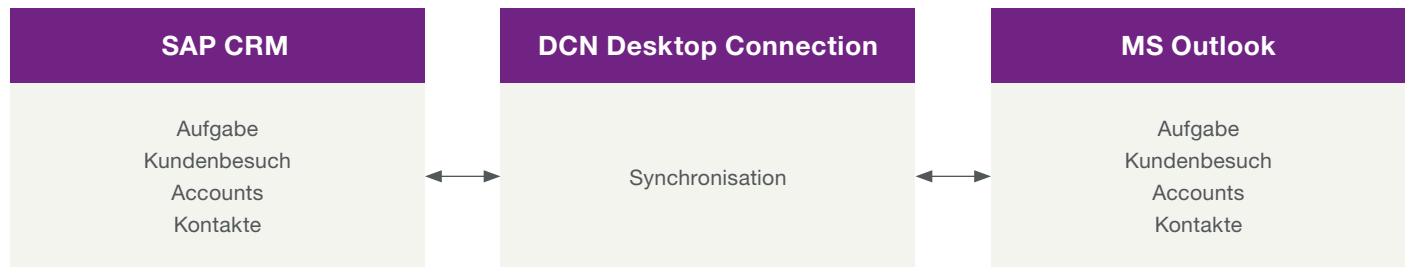 SAP CRM
Aufgabe
Kundenbesuch
Accounts
Kontakte
DCN Desktop Connection
Synchronisation
MS Outlook
Aufgabe
Kundenbesuch
Accounts
Kontakte